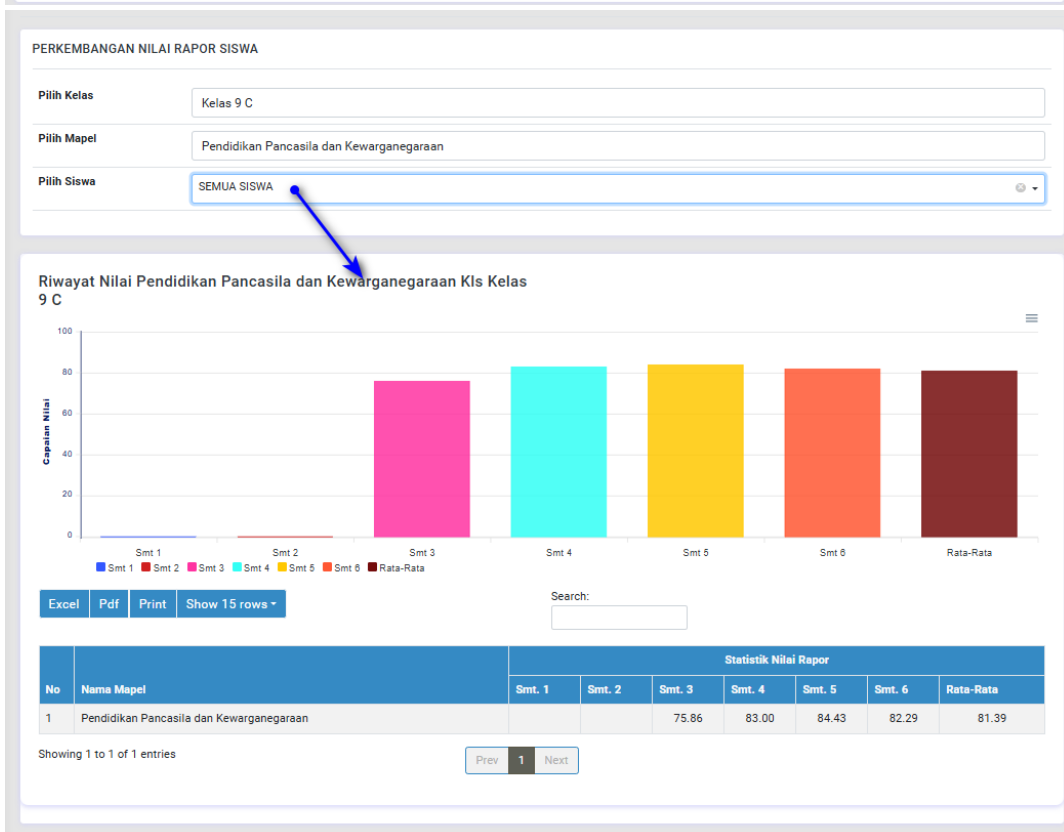 PERKEMBANGAN NILAI RAPOR SISWA
Pilih Kelas
Kelas 9 C
Pilih Mapel
Pendidikan Pancasila dan Kewarganegaraan
Pilih Siswa
SEMUA SISWA
Riwayat Nilai Pendidikan Pancasila dan Kewarganegaraan Kls Kelas
9 C
100
80
60
40
20
0
Capaian Nilai
Smt 1 Smt 2 Smt 3 Smt 4 Smt 5 Smt 6 Rata-Rata
Smt 1 Smt 2 Smt 3 Smt 4 Smt 5 Smt 6 Rata-Rata
Excel Pdf Print Show 15 rows
Search:
Statistik Nilai Rapor
No Nama Mapel Smt. 1 Smt. 2 Smt. 3 Smt. 4 Smt. 5 Smt. 6 Rata-Rata
1 Pendidikan Pancasila dan Kewarganegaraan 75.86 83.00 84.43 82.29 81.39
Showing 1 to 1 of 1 entries
Prev 1 Next